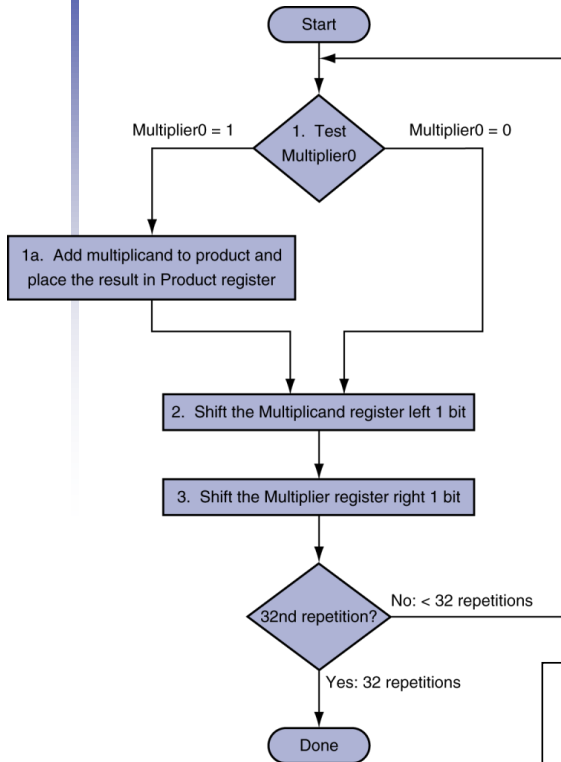 Start
Multiplier0 = 1
1. Test
Multiplier0
Multiplier0 = 0
1a. Add multiplicand to product and
place the result in Product register
2. Shift the Multiplicand register left 1 bit
3. Shift the Multiplier register right 1 bit
32nd repetition?
No: < 32 repetitions
Yes: 32 repetitions
Done